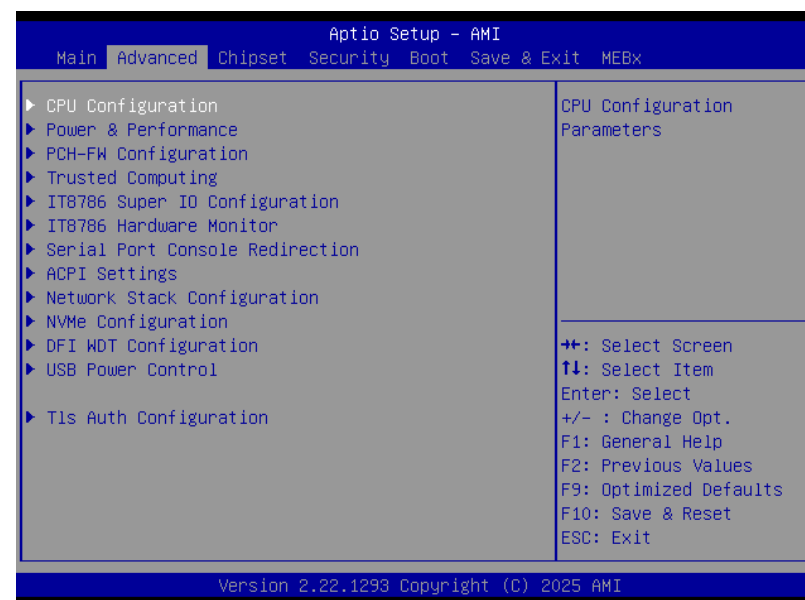 Aptio Setup – AMI
Main Advanced Chipset Security Boot Save & Exit MEBx
▶ CPU Configuration
▶ Power & Performance
▶ PCH-FW Configuration
▶ Trusted Computing
▶ IT8786 Super IO Configuration
▶ IT8786 Hardware Monitor
▶ Serial Port Console Redirection
▶ ACPI Settings
▶ Network Stack Configuration
▶ NVMe Configuration
▶ DFI WDT Configuration
▶ USB Power Control
▶ Tls Auth Configuration
CPU Configuration
Parameters
→←: Select Screen
↑↓: Select Item
Enter: Select
+/- : Change Opt.
F1: General Help
F2: Previous Values
F9: Optimized Defaults
F10: Save & Reset
ESC: Exit
Version 2.22.1293 Copyright (C) 2025 AMI